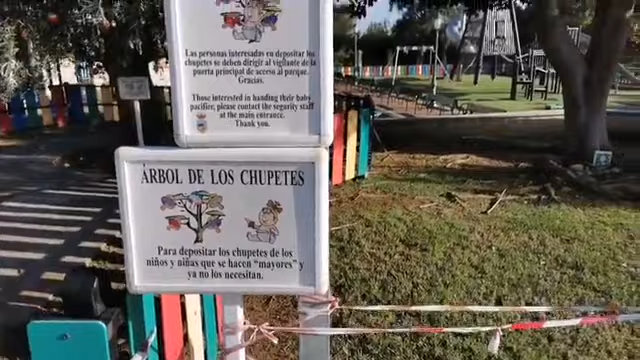 Las personas interesadas en depositar los
chupetes se deben dirigir al vigilante de la
puerta principal de acceso al parque.
Gracias.
Those interested in handing their baby
pacifier, please contact the security staff
at the main entrance.
Thank you.
ÁRBOL DE LOS CHUPETES
Para depositar los chupetes de los
niños y niñas que se hacen "mayores" y
ya no los necesitan.